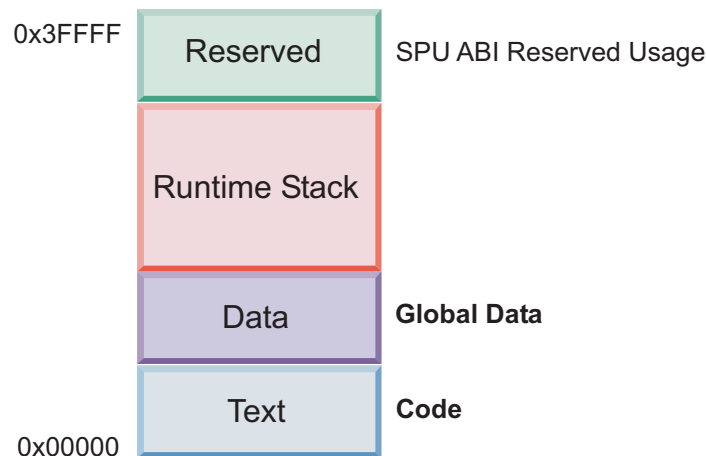 0x3FFFF
Reserved
SPU ABI Reserved Usage
Runtime Stack
Data
Global Data
Text
Code
0x00000